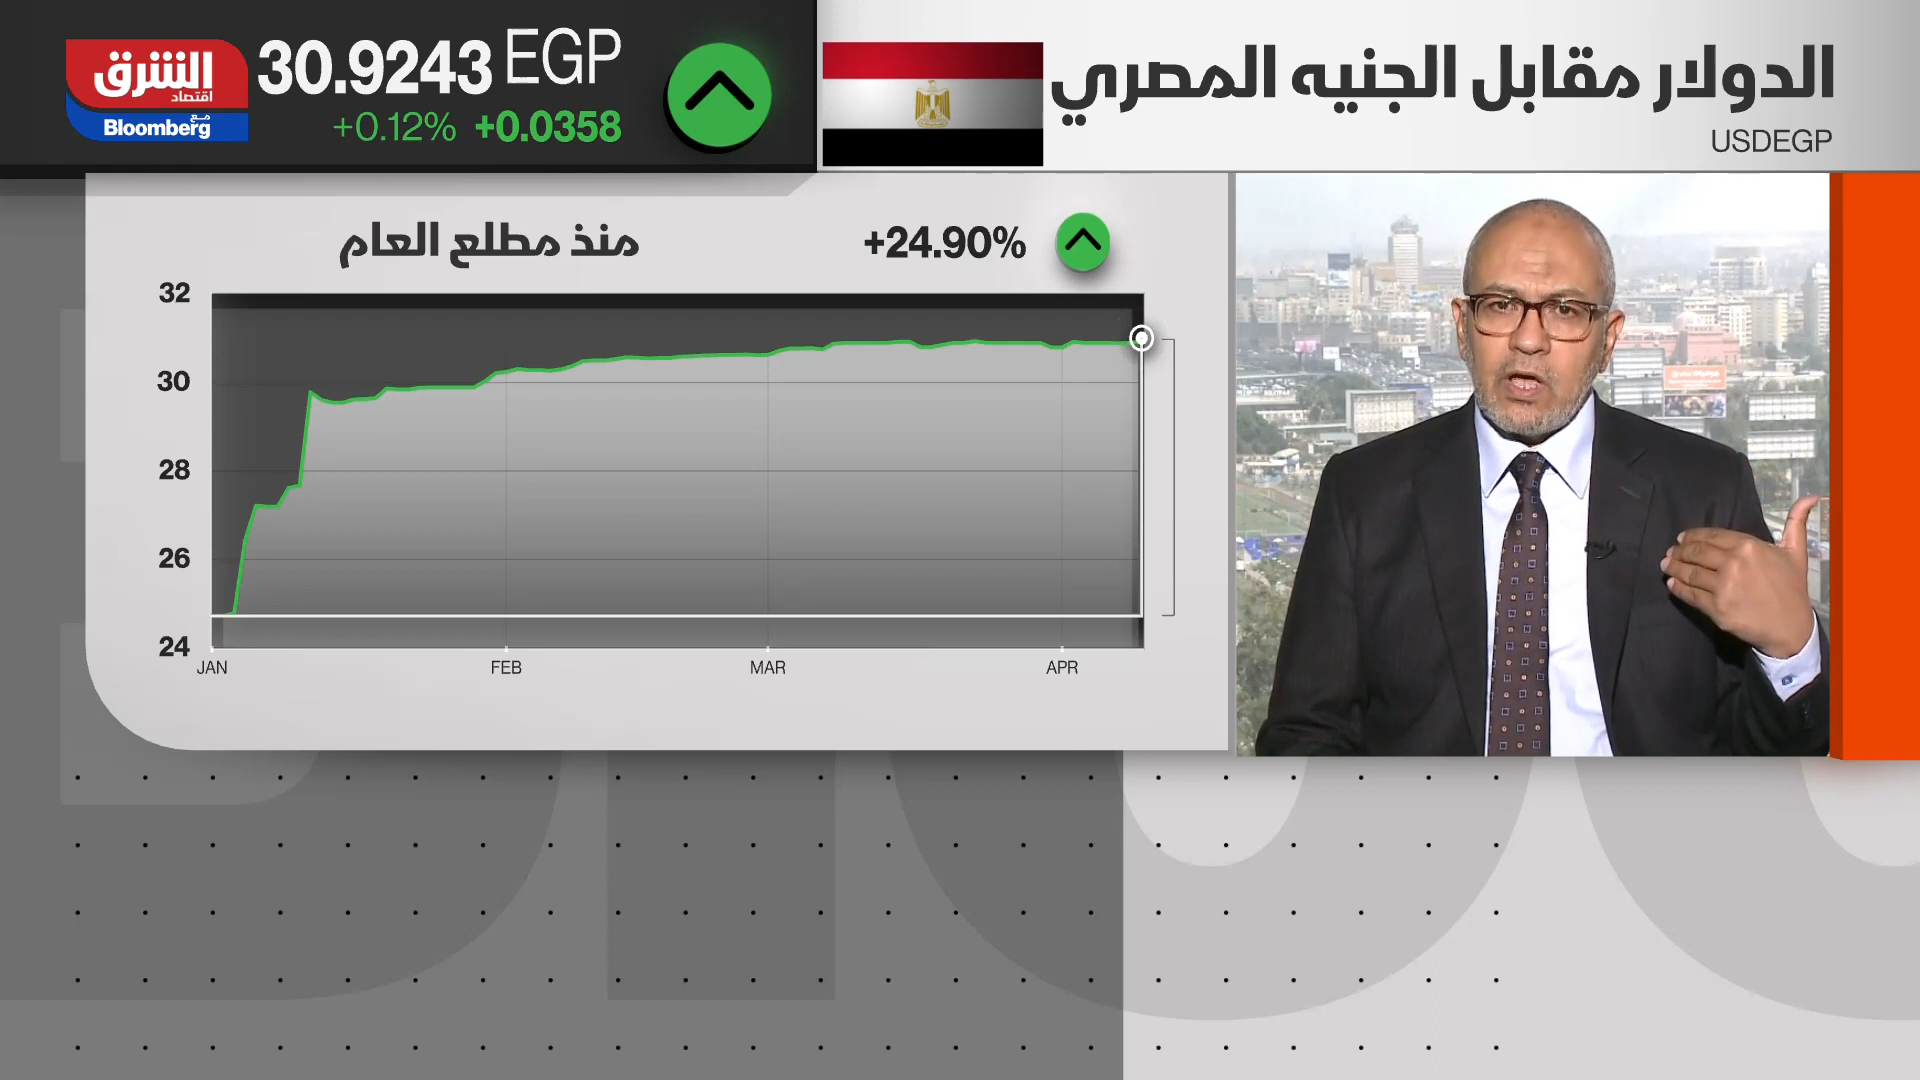 الدولار مقابل الجنيه المصري
USDEGP
30.9243 EGP
+0.12% +0.0358
الشرق
اقتصاد
مع
Bloomberg
منذ مطلع العام
+24.90%
32
30
28
26
24
JAN FEB MAR APR